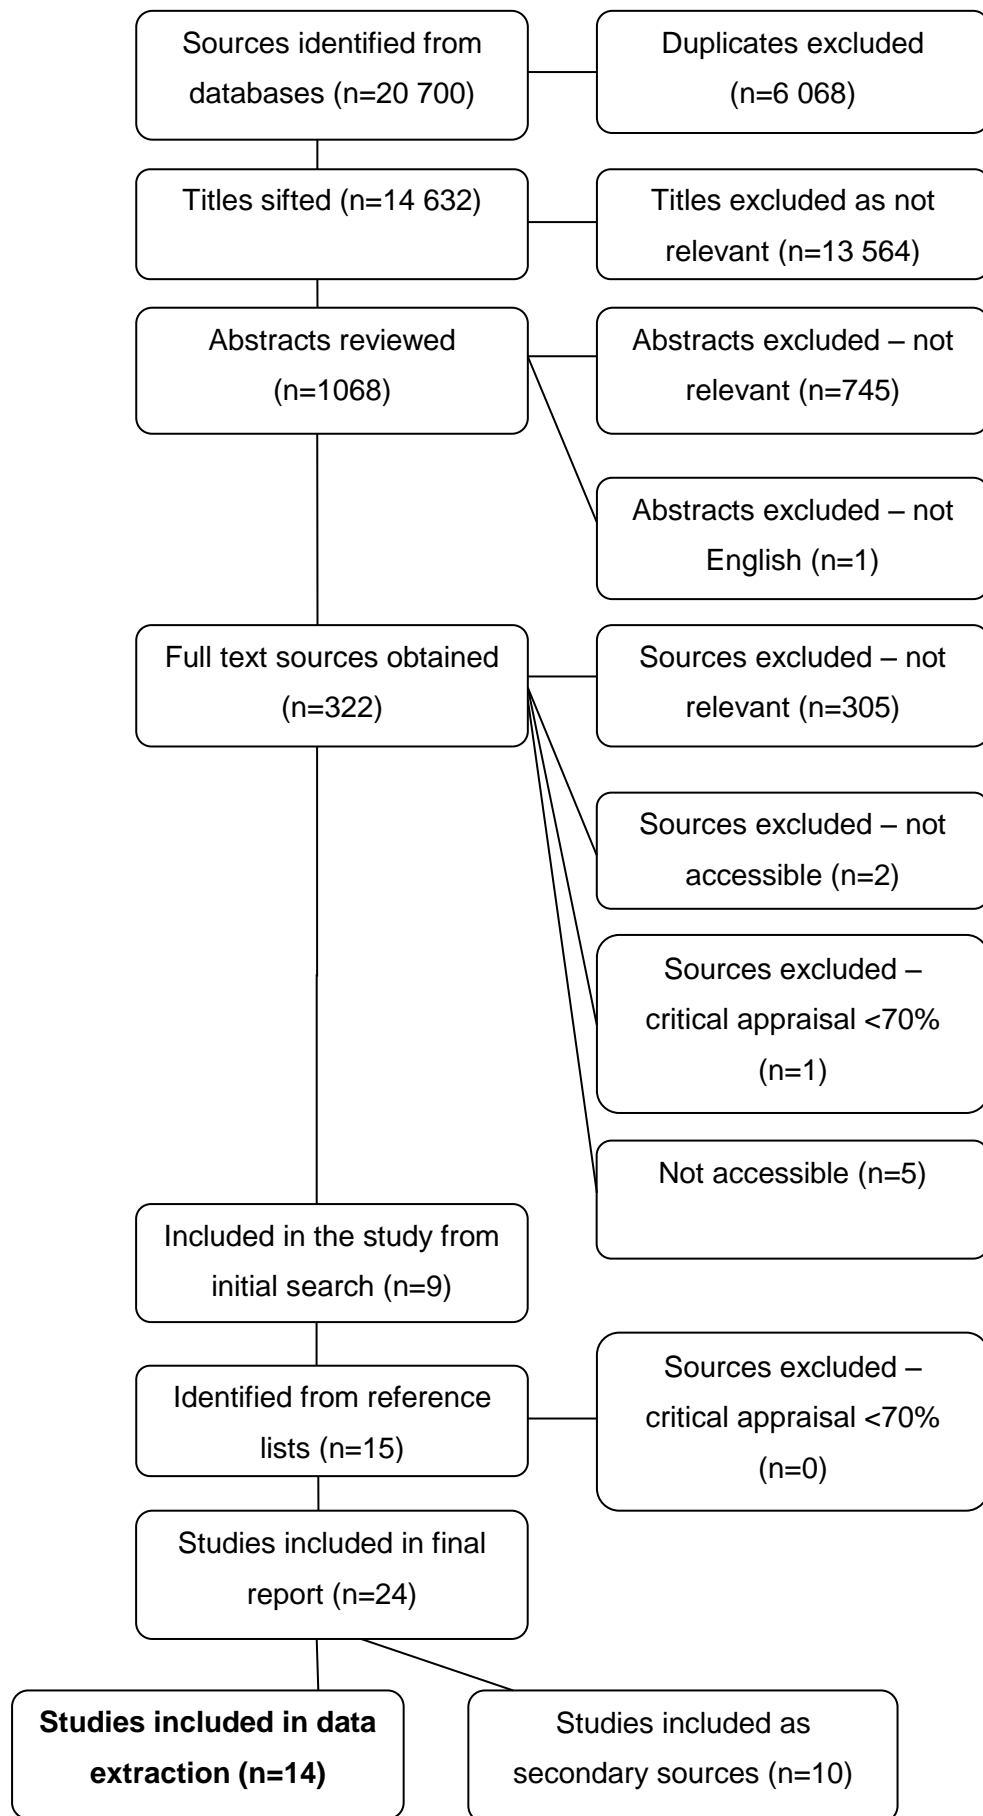 Sources identified from
databases (n=20 700)
Duplicates excluded
(n=6 068)
Titles sifted (n=14 632)
Titles excluded as not
relevant (n=13 564)
Abstracts reviewed
(n=1068)
Abstracts excluded – not
relevant (n=745)
Abstracts excluded – not
English (n=1)
Full text sources obtained
(n=322)
Sources excluded – not
relevant (n=305)
Sources excluded – not
accessible (n=2)
Sources excluded –
critical appraisal <70%
(n=1)
Not accessible (n=5)
Included in the study from
initial search (n=9)
Identified from reference
lists (n=15)
Sources excluded –
critical appraisal <70%
(n=0)
Studies included in final
report (n=24)
Studies included in data
extraction (n=14)
Studies included as
secondary sources (n=10)